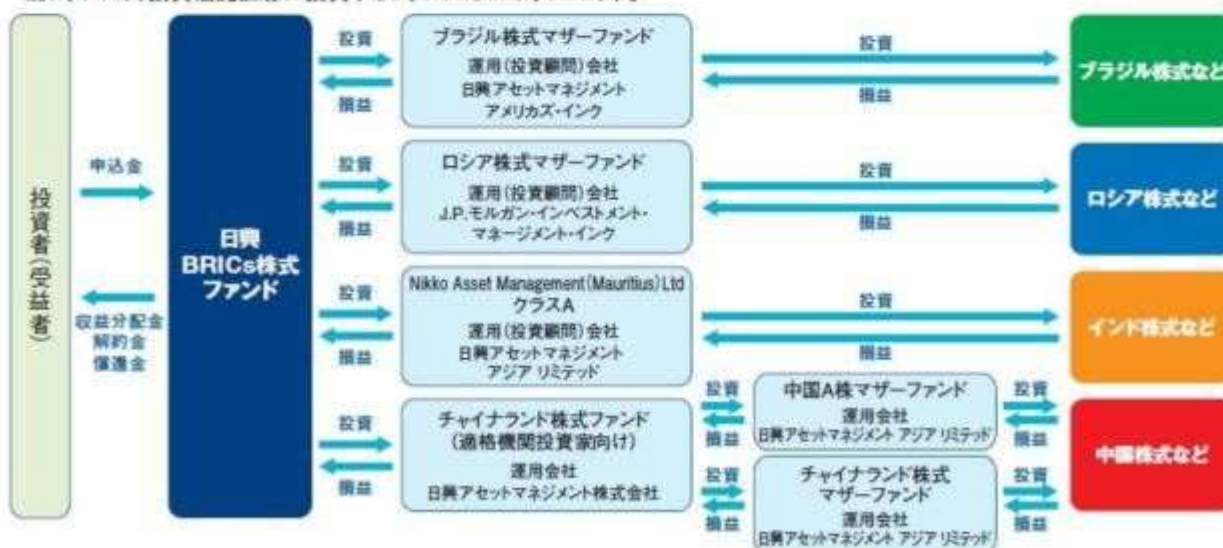 投資者(受益者)
申込金
収益分配金
解約金
償還金
日興
BRICs株式
ファンド
投資
損益
ブラジル株式マザーファンド
運用(投資顧問)会社
日興アセットマネジメント
アメリカズ・インク
投資
損益
ブラジル株式など
投資
損益
ロシア株式マザーファンド
運用(投資顧問)会社
J.P.モルガン・インベストメント・
マネージメント・インク
投資
損益
ロシア株式など
投資
損益
Nikko Asset Management(Mauritius)Ltd
クラスA
運用(投資顧問)会社
日興アセットマネジメント
アジア リミテッド
投資
損益
インド株式など
投資
損益
チャイナランド株式ファンド
(適格機関投資家向け)
運用会社
日興アセットマネジメント株式会社
投資
損益
中国A株マザーファンド
運用会社
日興アセットマネジメント アジア リミテッド
投資
損益
投資
損益
チャイナランド株式
マザーファンド
運用会社
日興アセットマネジメント アジア リミテッド
投資
損益
中国株式など